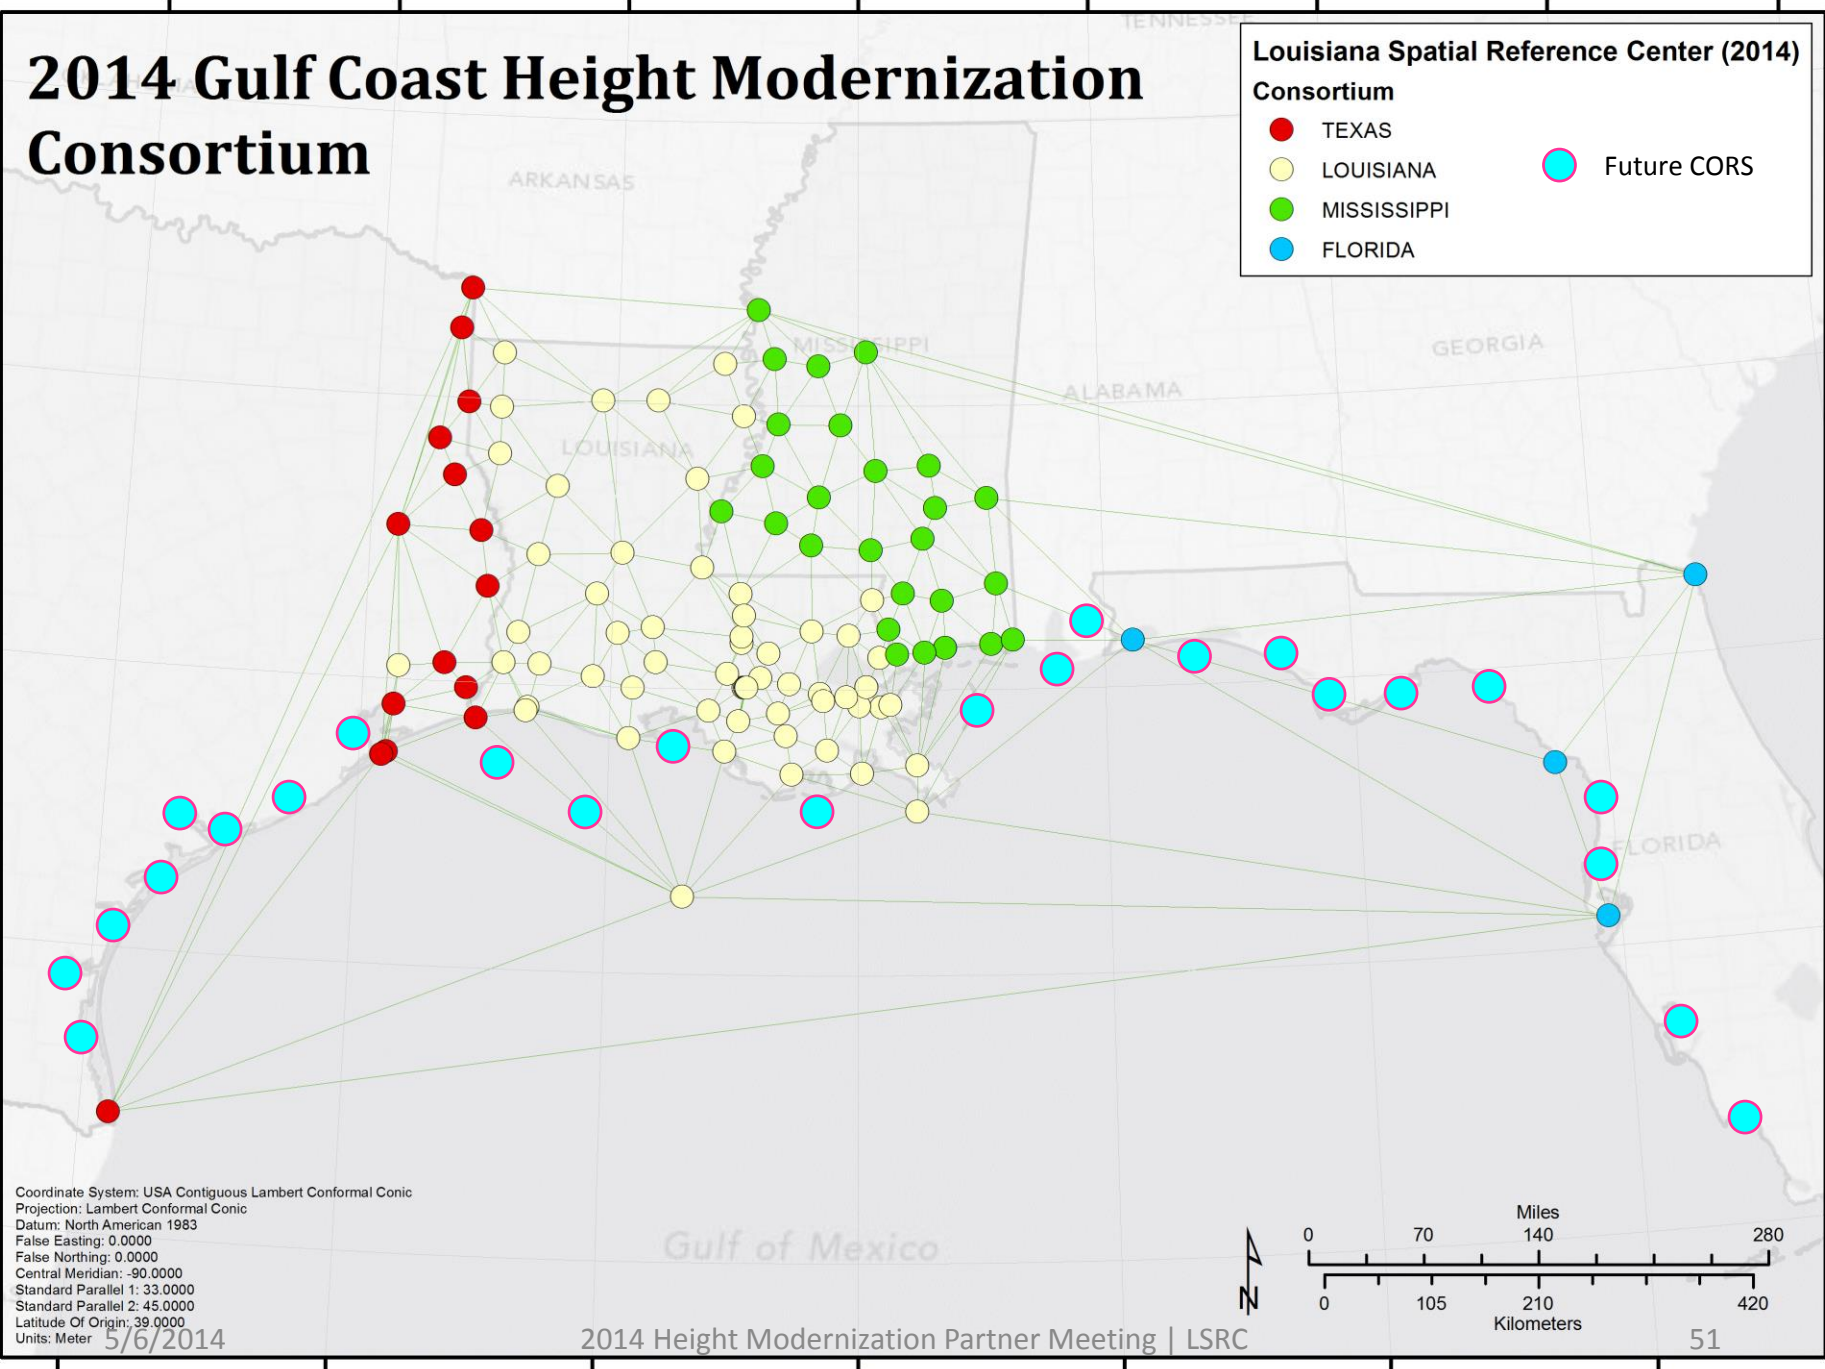 TENNESSEE
2014 Gulf Coast Height Modernization
Consortium
Louisiana Spatial Reference Center (2014)
Consortium
TEXAS
LOUISIANA
MISSISSIPPI
FLORIDA
Future CORS
OKLAHOMA
ARKANSAS
MISSISSIPPI
GEORGIA
ALABAMA
LOUISIANA
FLORIDA
Gulf of Mexico
Coordinate System: USA Contiguous Lambert Conformal Conic
Projection: Lambert Conformal Conic
Datum: North American 1983
False Easting: 0.0000
False Northing: 0.0000
Central Meridian: -90.0000
Standard Parallel 1: 33.0000
Standard Parallel 2: 45.0000
Latitude Of Origin: 39.0000
Units: Meter
N
Miles
0 70 140 280
0 105 210 420
Kilometers
5/6/2014
2014 Height Modernization Partner Meeting | LSRC
51